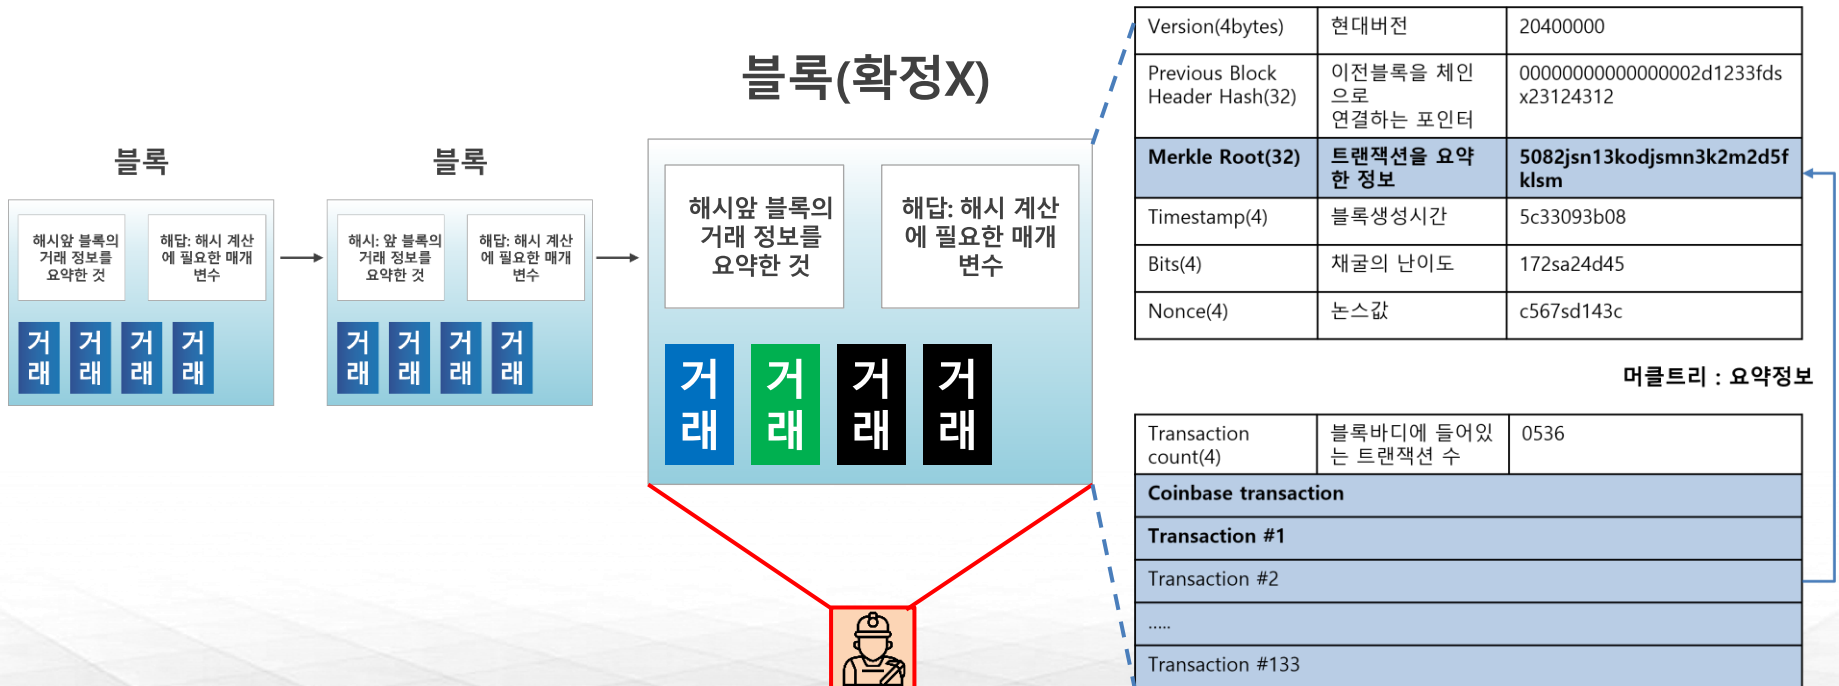 블록
해시앞 블록의
거래 정보를
요약한 것
해답: 해시 계산
에 필요한 매개
변수
거
래
거
래
거
래
거
래
블록
해시: 앞 블록의
거래 정보를
요약한 것
해답: 해시 계산
에 필요한 매개
변수
거
래
거
래
거
래
거
래
블록(확정X)
해시앞 블록의
거래 정보를
요약한 것
해답: 해시 계산
에 필요한 매개
변수
거
래
거
래
거
래
거
래
Version(4bytes)
현대버전
20400000
Previous Block
Header Hash(32)
이전블록을 체인
으로
연결하는 포인터
00000000000000002d1233fds
x23124312
Merkle Root(32)
트랜잭션을 요약
한 정보
5082jsn13kodjsmn3k2m2d5f
klsm
Timestamp(4)
블록생성시간
5c33093b08
Bits(4)
채굴의 난이도
172sa24d45
Nonce(4)
논스값
c567sd143c
머클트리 : 요약정보
Transaction
count(4)
블록바디에 들어있
는 트랜잭션 수
0536
Coinbase transaction
Transaction #1
Transaction #2
.....
Transaction #133